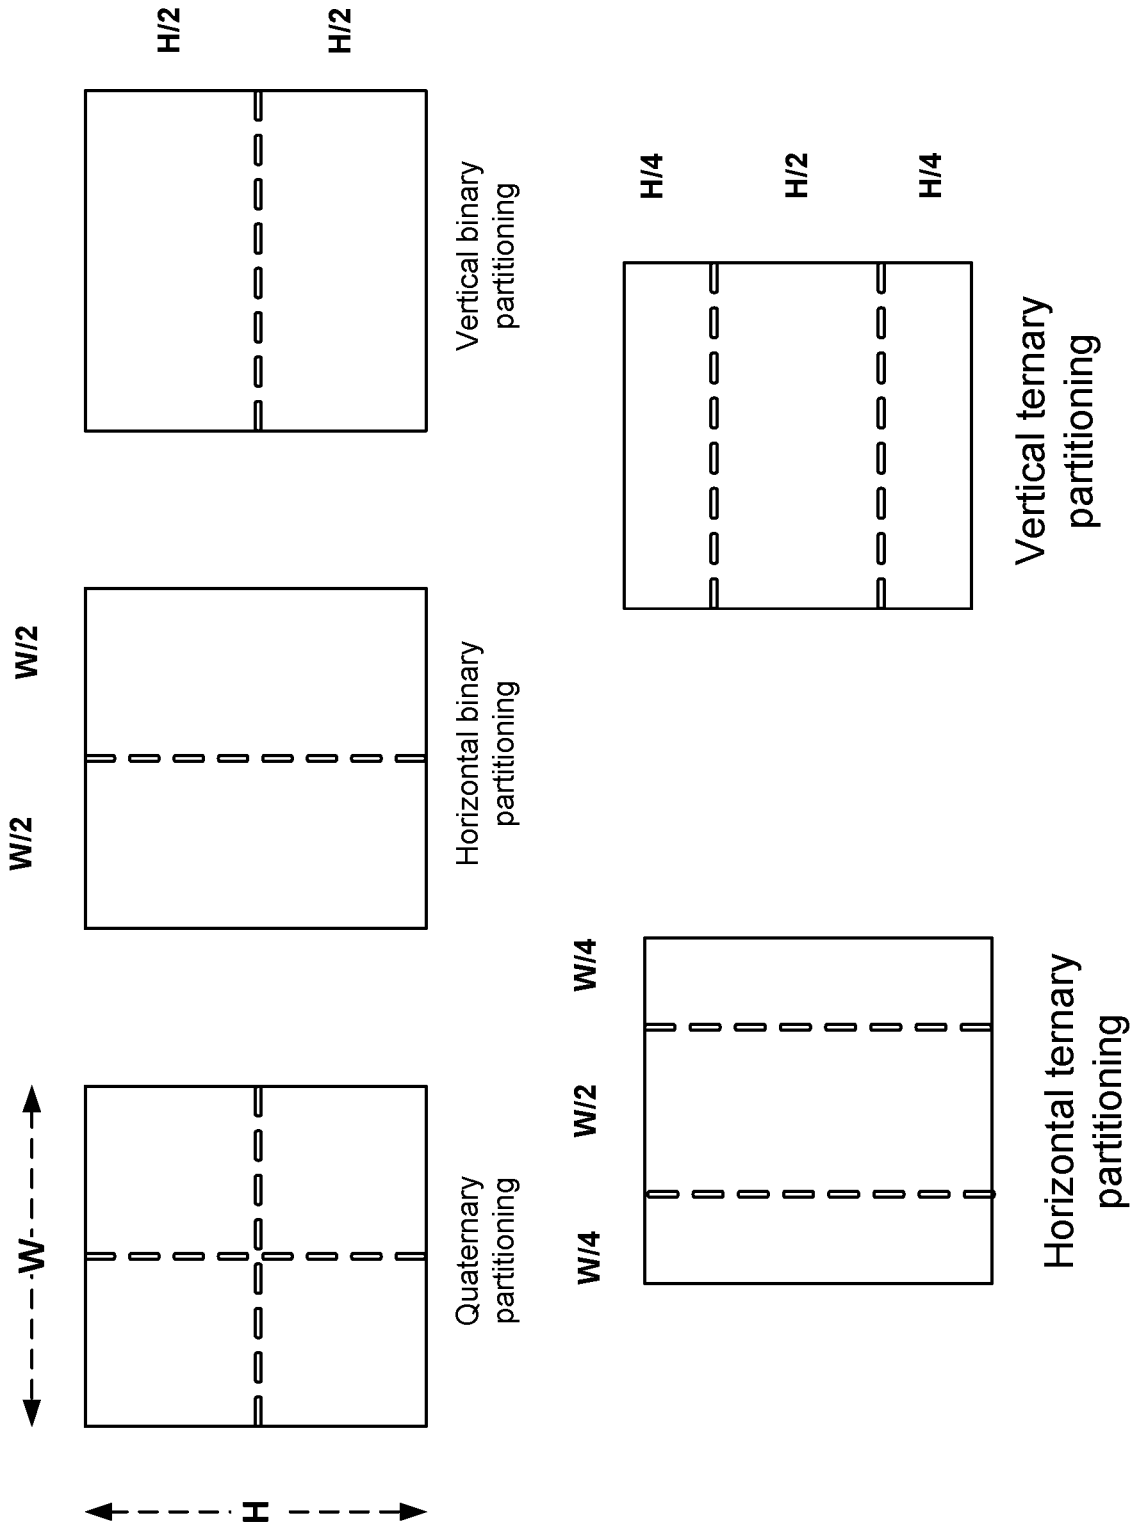 W
W/2
W/2
H/2
H
H/2
Quaternary
partitioning
Horizontal binary
partitioning
Vertical binary
partitioning
W/4
W/2
W/4
H/4
H/2
H/4
Horizontal ternary
partitioning
Vertical ternary
partitioning